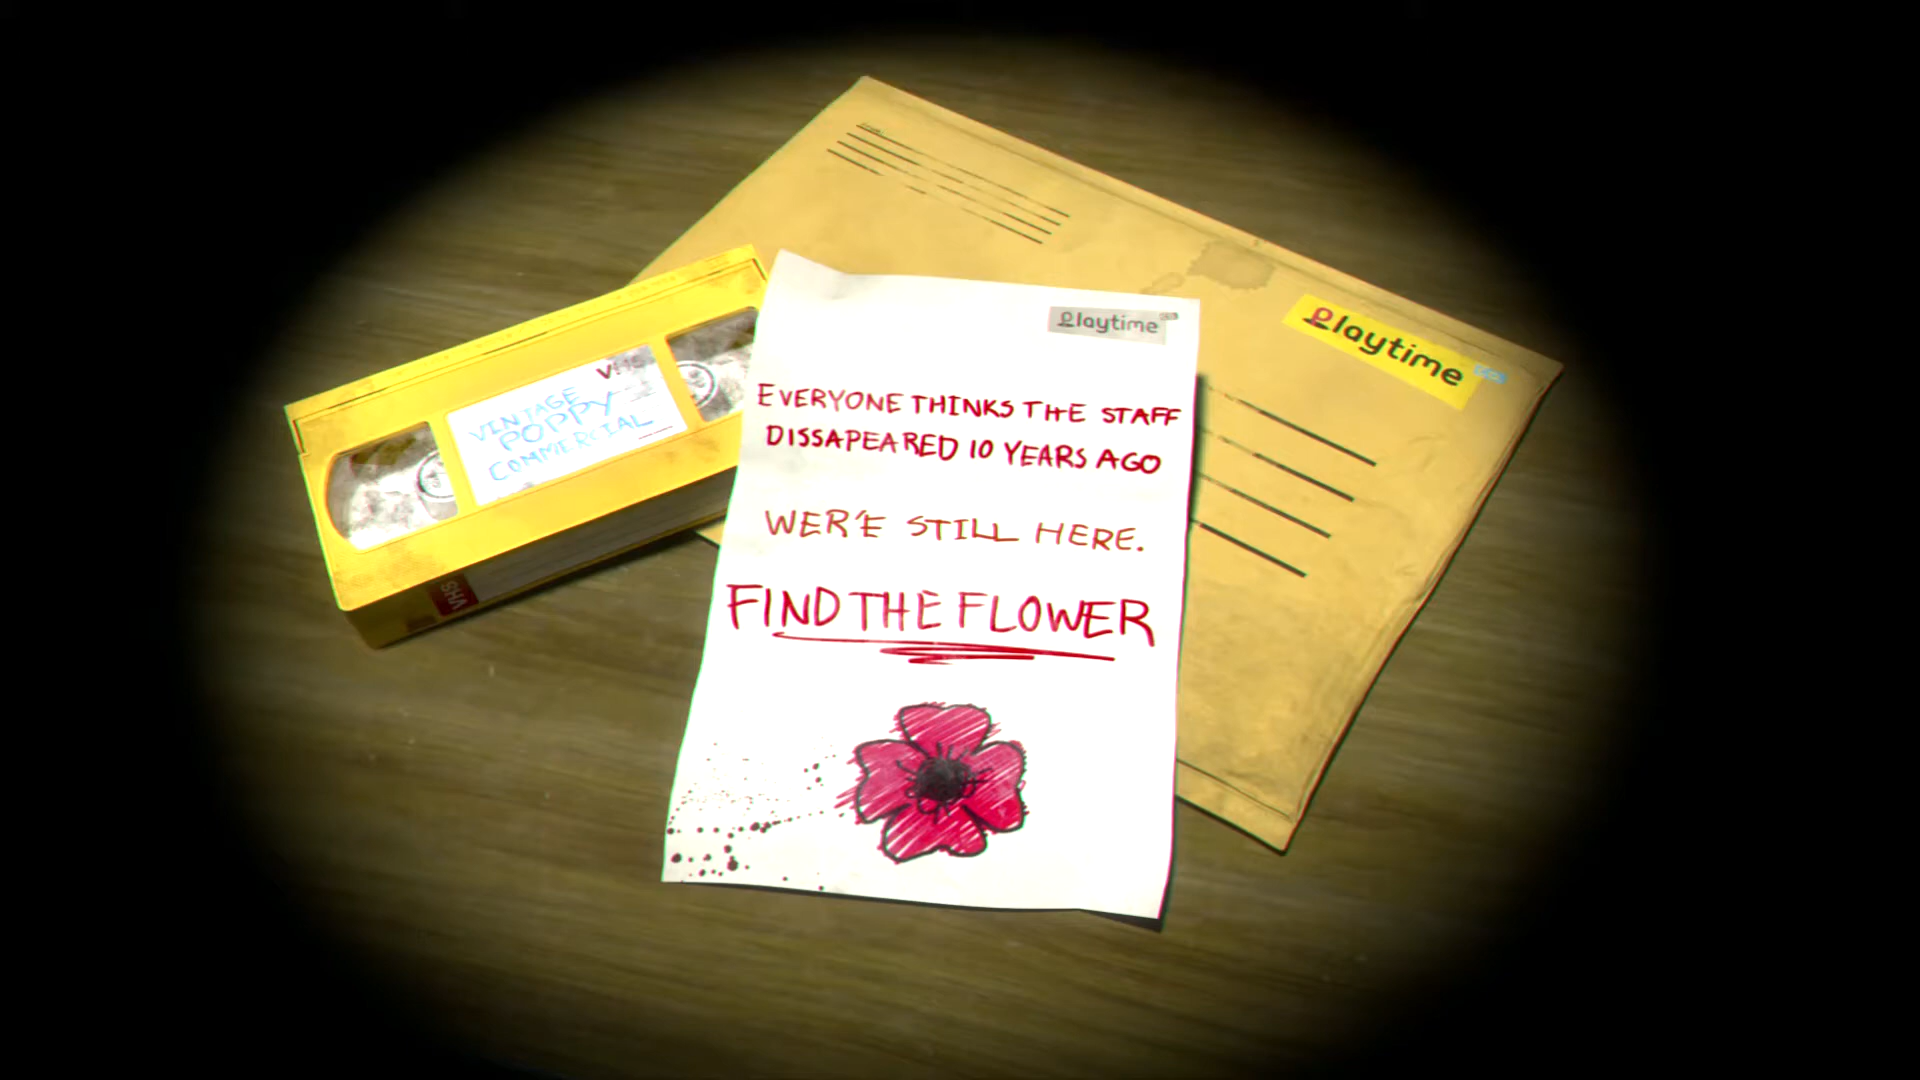 Playtime
EVERYONE THINKS THE STAFF
DISSAPEARED 10 YEARS AGO
WER'E STILL HERE.
FIND THE FLOWER
VINTAGE
POPPY
COMMERCIAL
VHS
Playtime